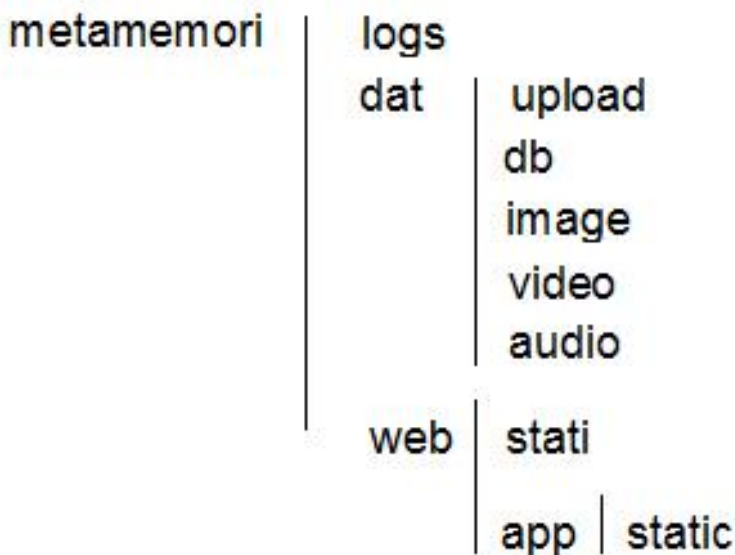 metamemori logs
dat upload
db
image
video
audio
web stati
app static